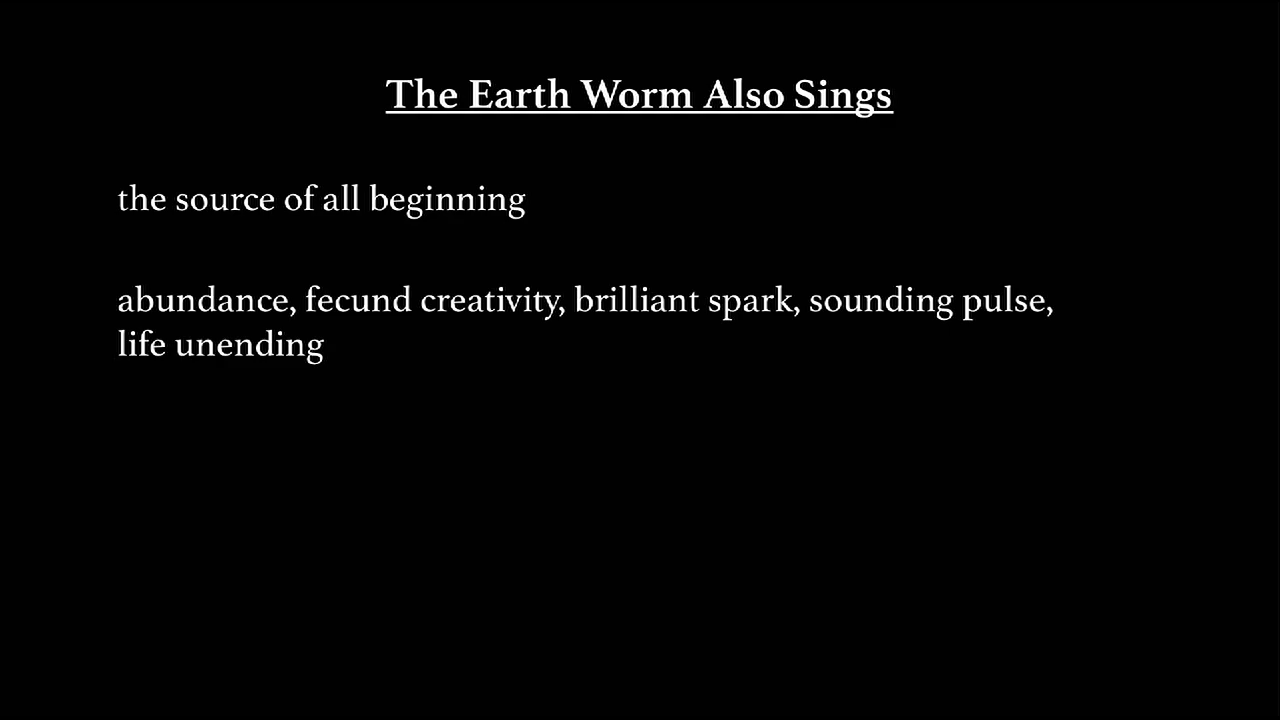 The Earth Worm Also Sings
the source of all beginning
abundance, fecund creativity, brilliant spark, sounding pulse,
life unending